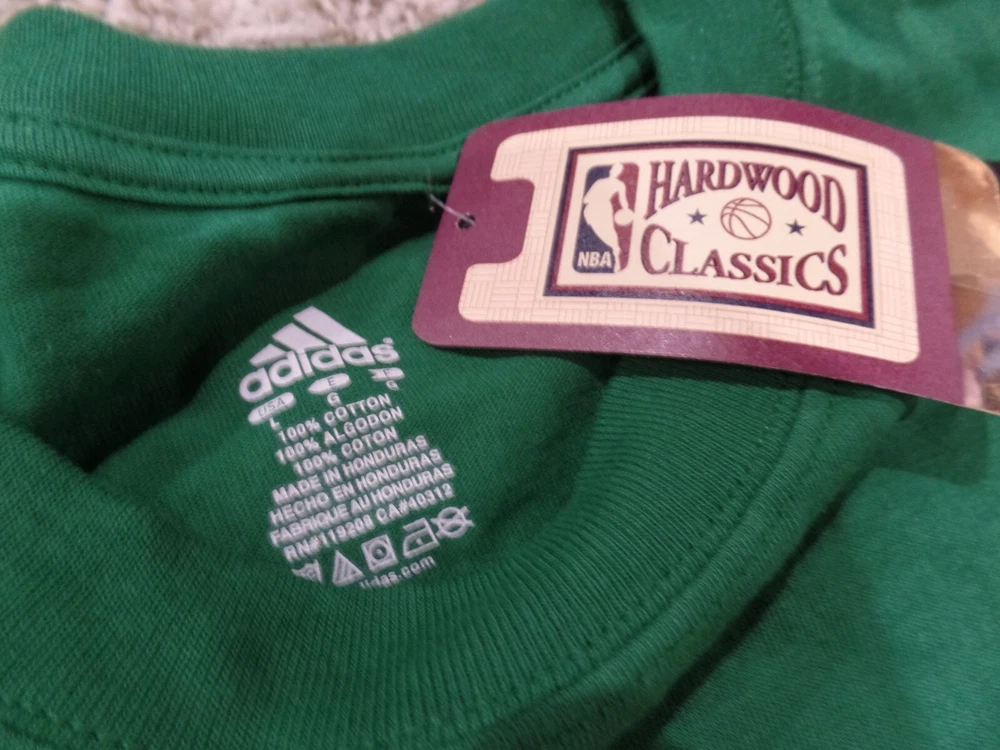 HARDWOOD
CLASSICS
NBA
adidas®
USA E F
L G G
100% COTTON
100% ALGODON
100% COTON
MADE IN HONDURAS
HECHO EN HONDURAS
FABRIQUE AU HONDURAS
RN#119208 CA#40312